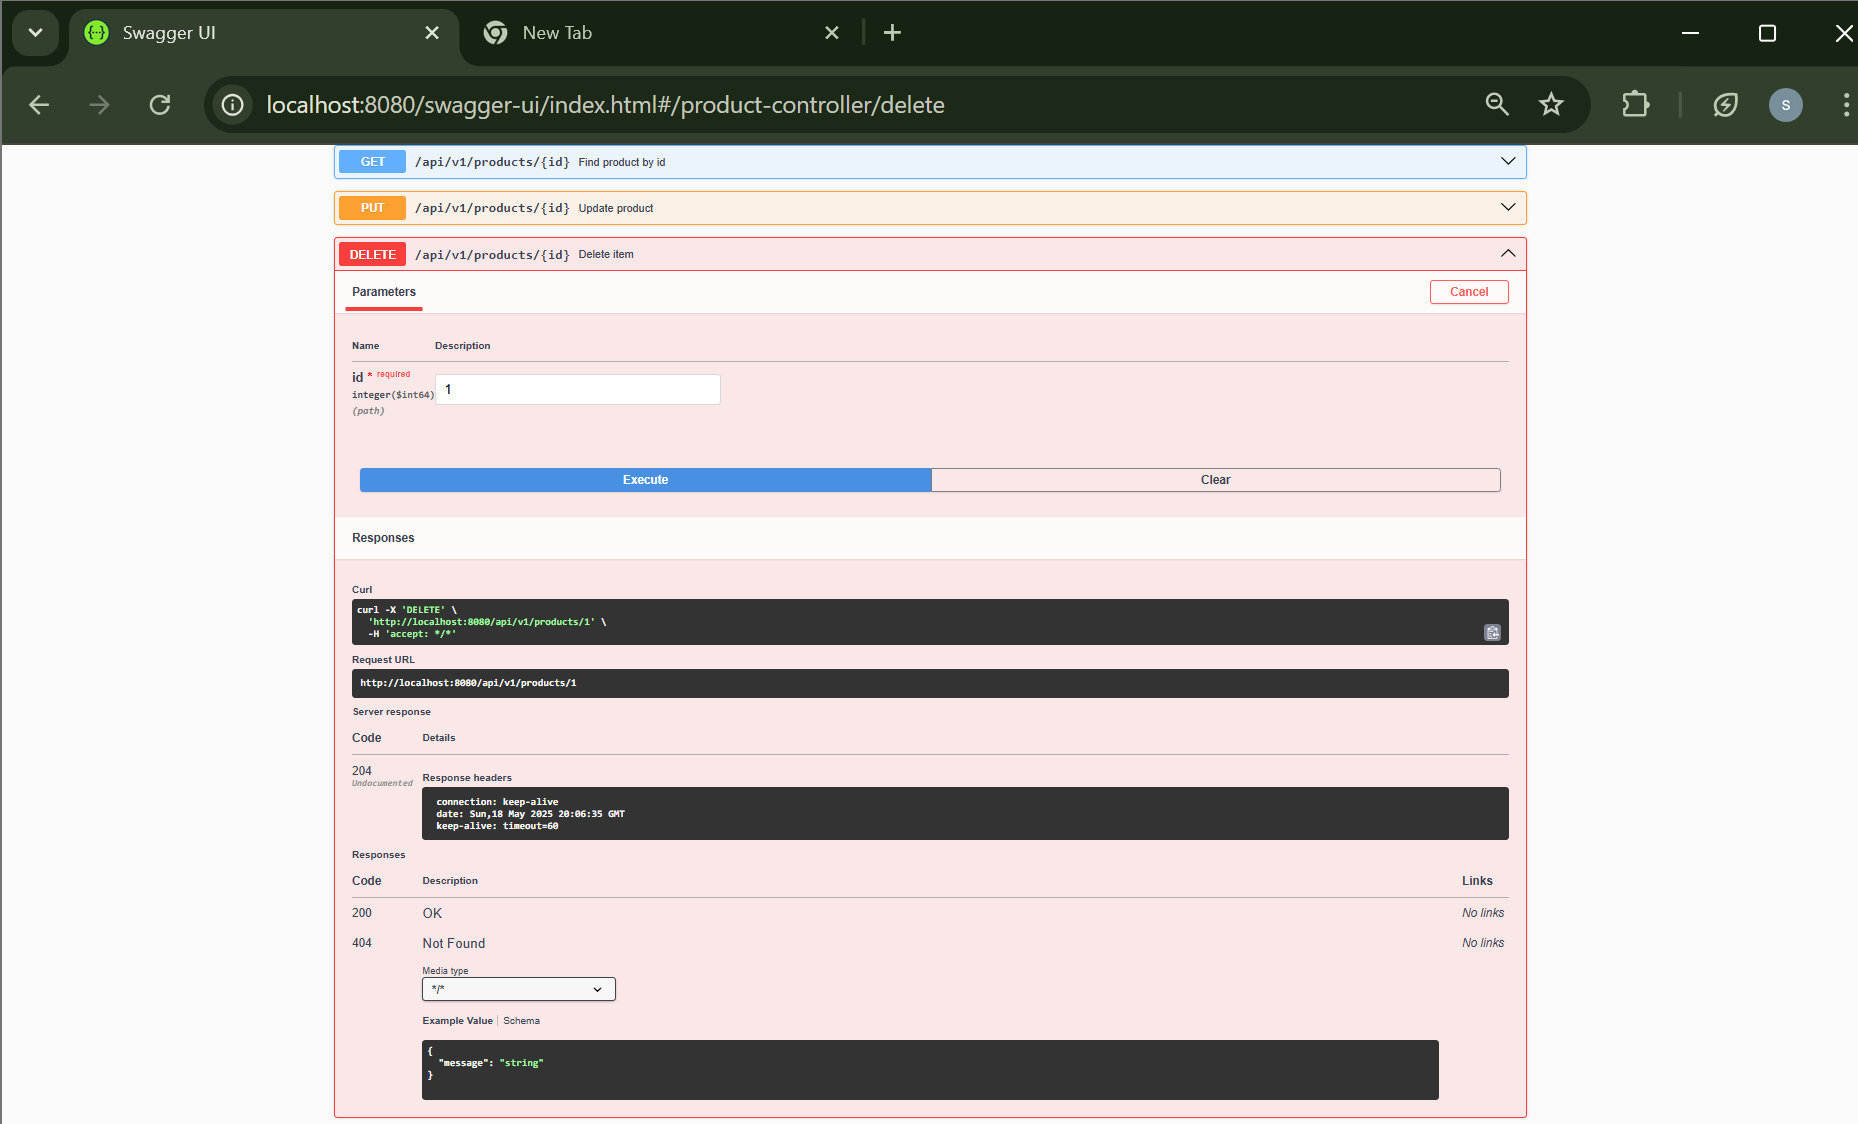 Swagger UI
New Tab
localhost:8080/swagger-ui/index.html#/product-controller/delete
S
GET /api/v1/products/{id} Find product by id
PUT /api/v1/products/{id} Update product
DELETE /api/v1/products/{id} Delete item
Parameters
Cancel
Name Description
id * required
integer($int64)
(path)
1
Execute
Clear
Responses
Curl
curl -X 'DELETE' \
'http://localhost:8080/api/v1/products/1' \
-H 'accept: */*'
Request URL
http://localhost:8080/api/v1/products/1
Server response
Code Details
204
Undocumented
Response headers
connection: keep-alive
date: Sun,18 May 2025 20:06:35 GMT
keep-alive: timeout=60
Responses
Code Description Links
200 OK No links
404 Not Found No links
Media type
*/*
Example Value Schema
{
"message": "string"
}